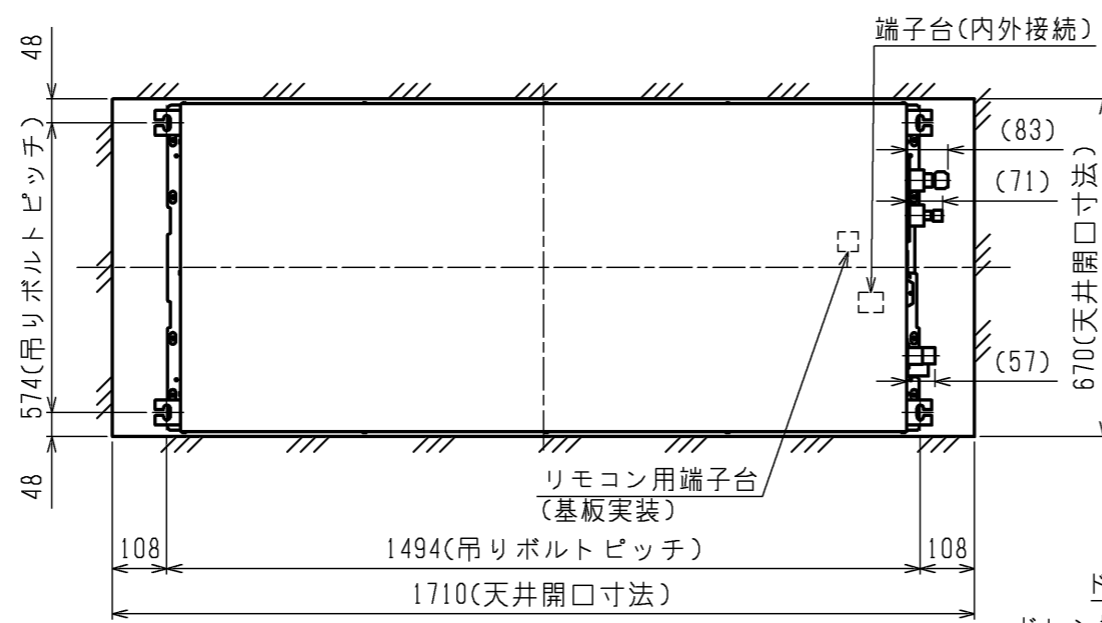 端子台(内外接続)
48
574(吊りボルトピッチ)
48
(83)
(71)
(57)
670(天井開口寸法)
リモコン用端子台
(基板実装)
108
1494(吊りボルトピッチ)
108
1710(天井開口寸法)